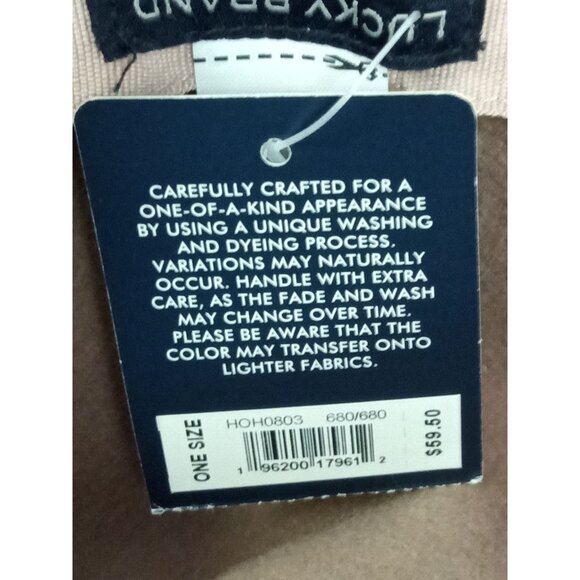 LUCKY BRAND
CAREFULLY CRAFTED FOR A
ONE-OF-A-KIND APPEARANCE
BY USING A UNIQUE WASHING
AND DYEING PROCESS.
VARIATIONS MAY NATURALLY
OCCUR. HANDLE WITH EXTRA
CARE, AS THE FADE AND WASH
MAY CHANGE OVER TIME.
PLEASE BE AWARE THAT THE
COLOR MAY TRANSFER ONTO
LIGHTER FABRICS.
ONE SIZE
HOH0803 680/680
1 96200 17961 2
$59.50